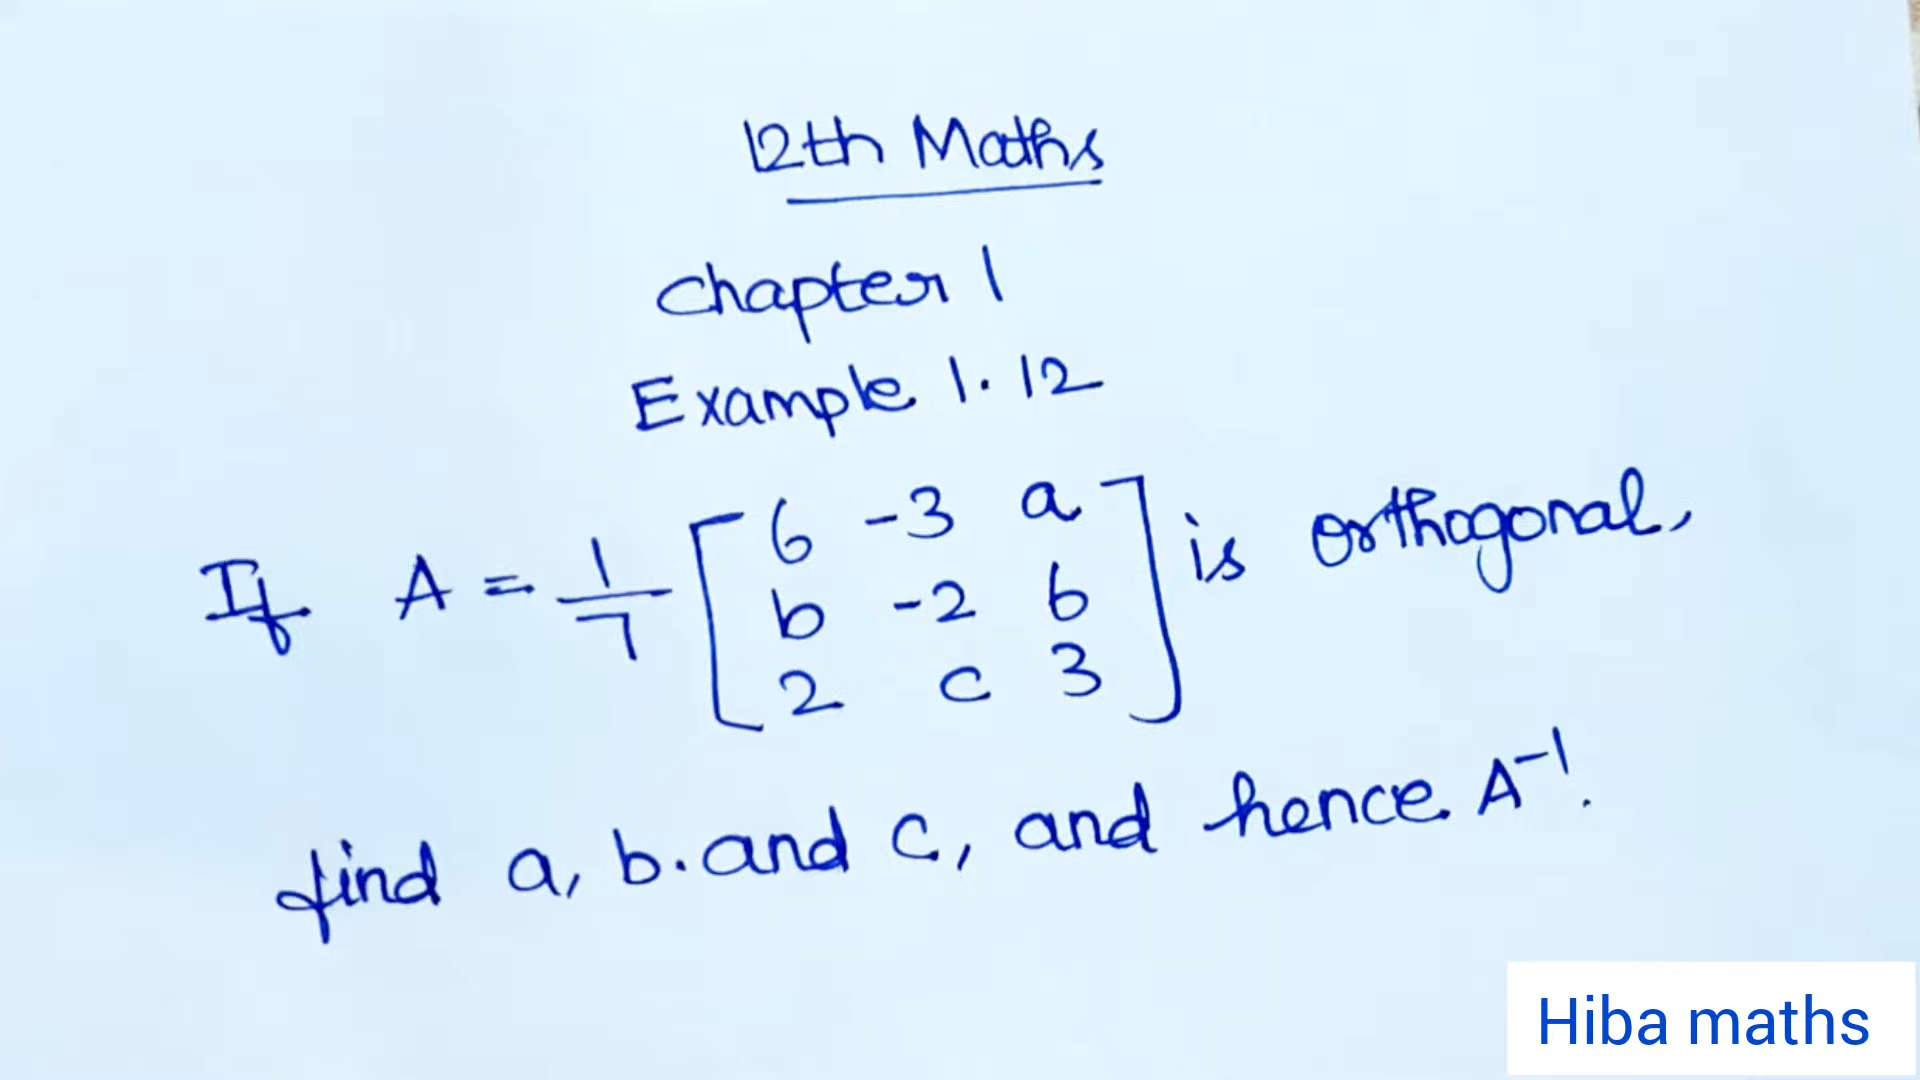 12th Maths
Chapter 1
Example 1.12
If A = 1/7 [6 -3 a
b -2 6
2 c 3] is orthogonal,
find a, b. and c, and hence A⁻¹.
Hiba maths